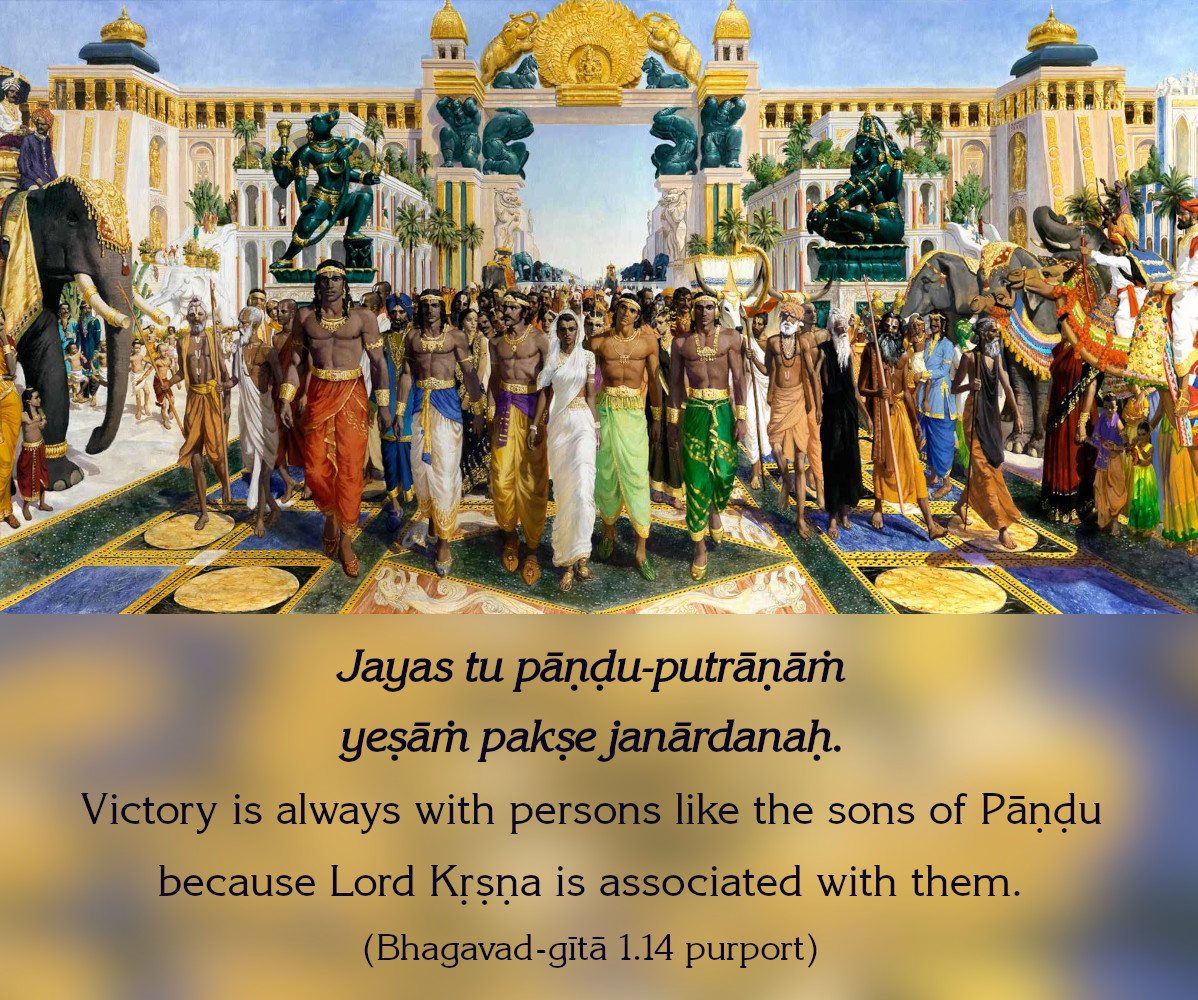 Jayas tu pāṇḍu-putrāṇāṁ
yeṣāṁ pakṣe janārdanaḥ.
Victory is always with persons like the sons of Pāṇḍu
because Lord Kṛṣṇa is associated with them.
(Bhagavad-gītā 1.14 purport)